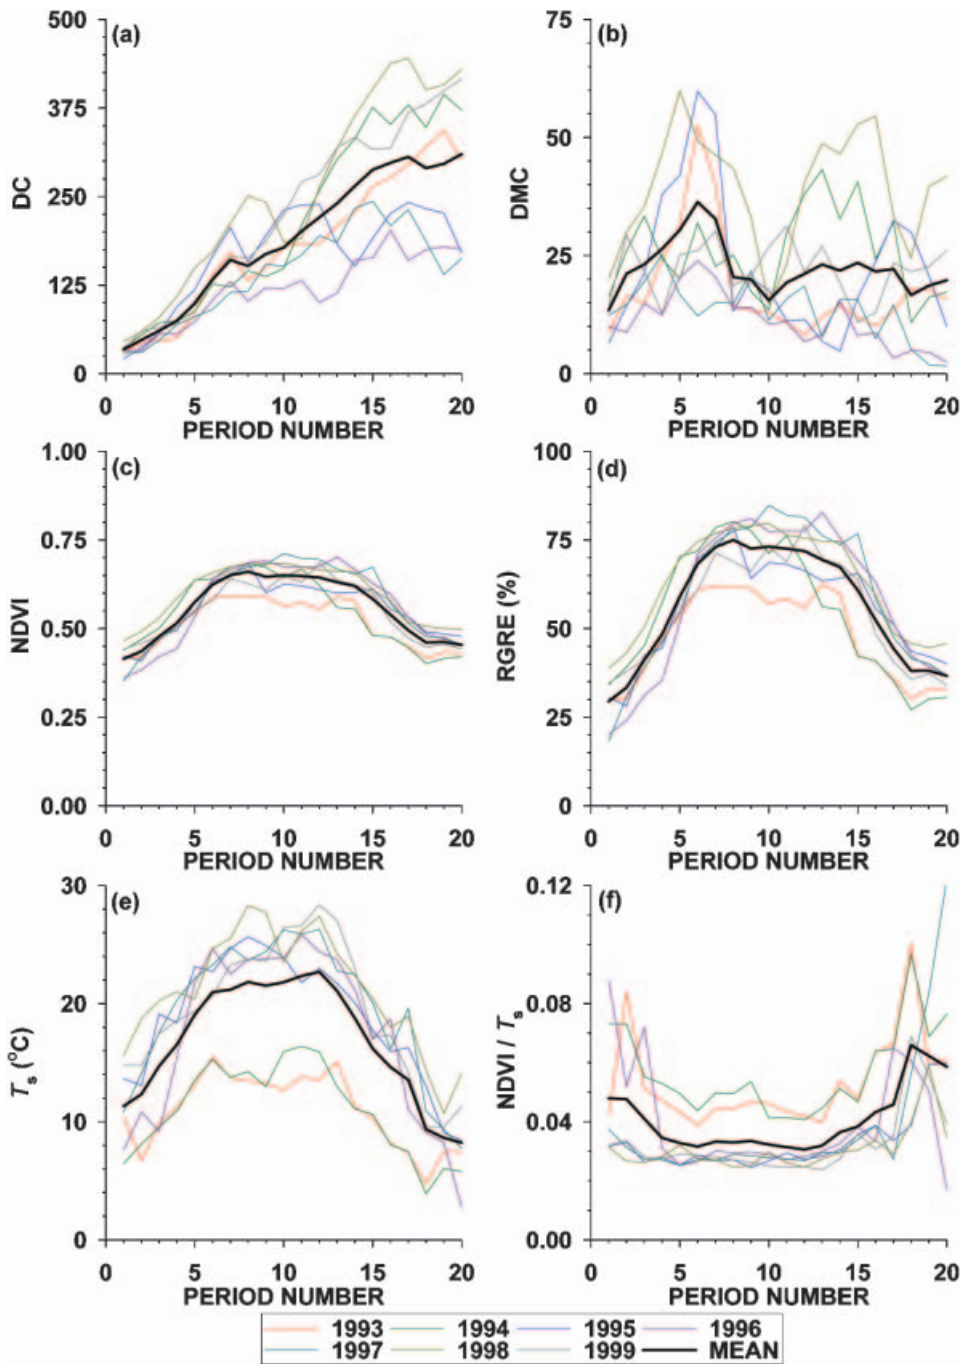 500 (a)
375
DC
250
125
0
0 5 10 15 20
PERIOD NUMBER
75 (b)
50
DMC
25
0
0 5 10 15 20
PERIOD NUMBER
1.00 (c)
0.75
NDVI
0.50
0.25
0.00
0 5 10 15 20
PERIOD NUMBER
100 (d)
75
RGRE (%)
50
25
0
0 5 10 15 20
PERIOD NUMBER
30 (e)
20
Ts (°C)
10
0
0 5 10 15 20
PERIOD NUMBER
0.12 (f)
0.08
NDVI / Ts
0.04
0.00
0 5 10 15 20
PERIOD NUMBER
1993 1994 1995 1996
1997 1998 1999 MEAN